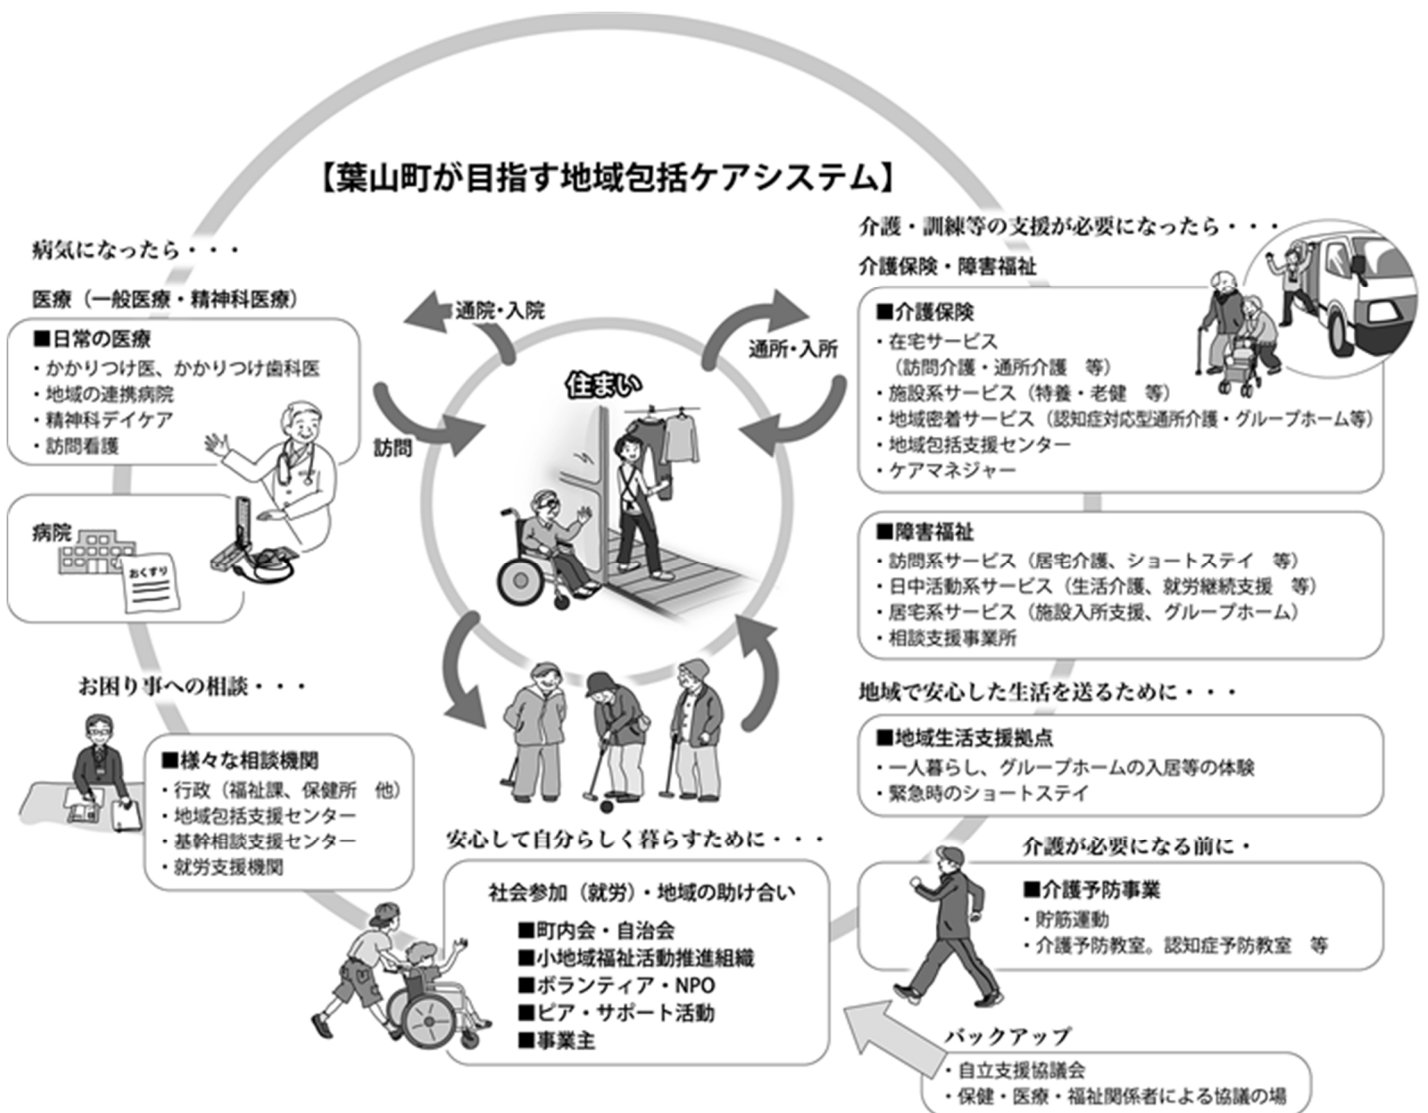 【葉山町が目指す地域包括ケアシステム】
病気になったら・・・
医療（一般医療・精神科医療）
■日常の医療
・かかりつけ医、かかりつけ歯科医
・地域の連携病院
・精神科デイケア
・訪問看護
病院
おくすり
通院・入院
訪問
住まい
通所・入所
介護・訓練等の支援が必要になったら・・・
介護保険・障害福祉
■介護保険
・在宅サービス
（訪問介護・通所介護　等）
・施設系サービス（特養・老健　等）
・地域密着サービス（認知症対応型通所介護・グループホーム等）
・地域包括支援センター
・ケアマネジャー
■障害福祉
・訪問系サービス（居宅介護、ショートステイ　等）
・日中活動系サービス（生活介護、就労継続支援　等）
・居宅系サービス（施設入所支援、グループホーム）
・相談支援事業所
お困り事への相談・・・
■様々な相談機関
・行政（福祉課、保健所　他）
・地域包括支援センター
・基幹相談支援センター
・就労支援機関
地域で安心した生活を送るために・・・
■地域生活支援拠点
・一人暮らし、グループホームの入居等の体験
・緊急時のショートステイ
安心して自分らしく暮らすために・・・
社会参加（就労）・地域の助け合い
■町内会・自治会
■小地域福祉活動推進組織
■ボランティア・NPO
■ピア・サポート活動
■事業主
介護が必要になる前に・
■介護予防事業
・貯筋運動
・介護予防教室。認知症予防教室　等
バックアップ
・自立支援協議会
・保健・医療・福祉関係者による協議の場